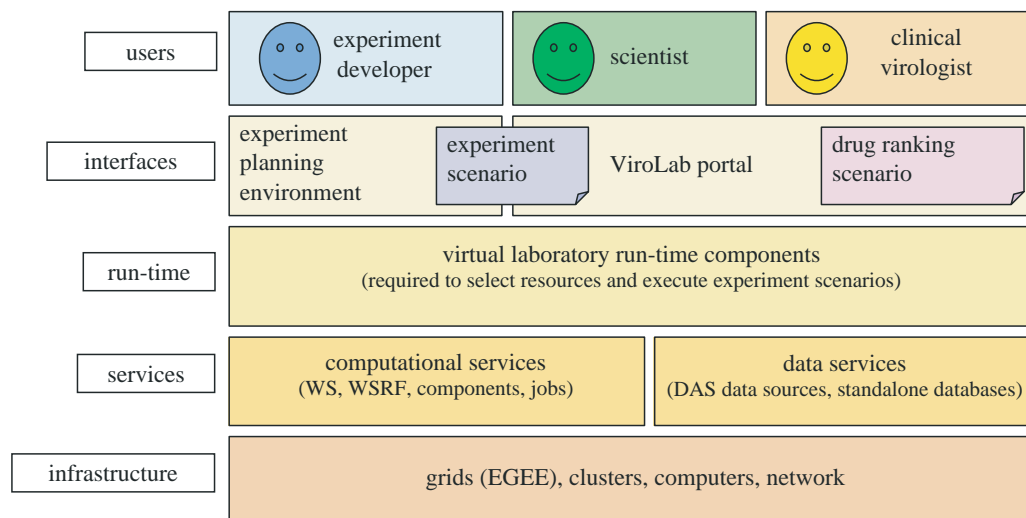 users
experiment
developer
scientist
clinical
virologist
interfaces
experiment
planning
environment
experiment
scenario
ViroLab portal
drug ranking
scenario
run-time
virtual laboratory run-time components
(required to select resources and execute experiment scenarios)
services
computational services
(WS, WSRF, components, jobs)
data services
(DAS data sources, standalone databases)
infrastructure
grids (EGEE), clusters, computers, network